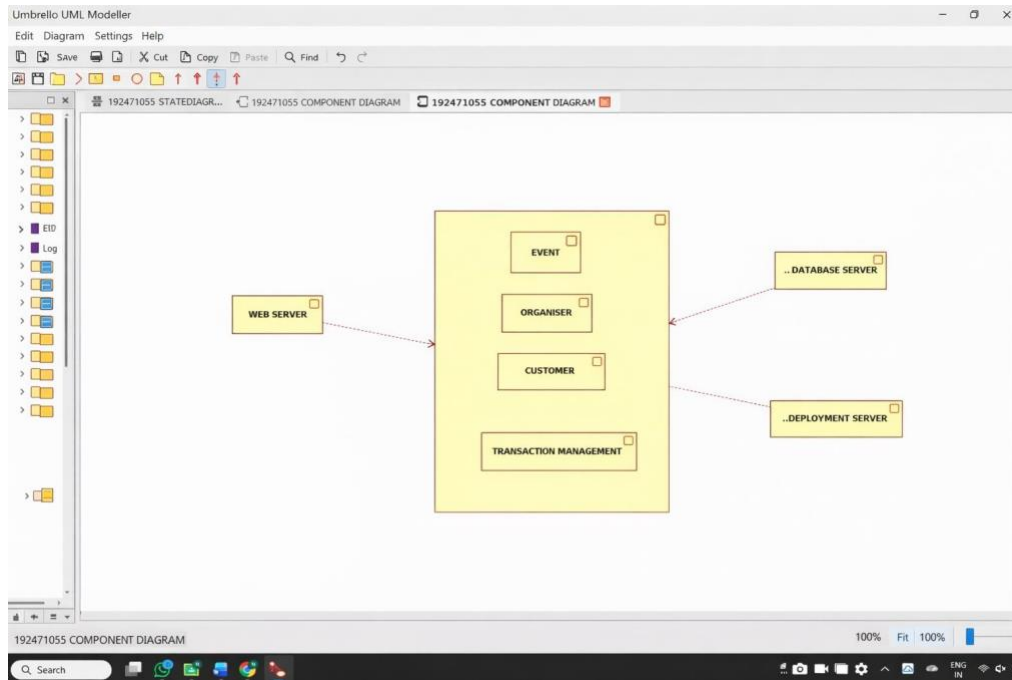 Umbrello UML Modeller
Edit Diagram Settings Help
Save Cut Copy Paste Find
192471055 STATEDIAGR... 192471055 COMPONENT DIAGRAM 192471055 COMPONENT DIAGRAM
EID
Log
EVENT
ORGANISER
CUSTOMER
TRANSACTION MANAGEMENT
WEB SERVER
.. DATABASE SERVER
..DEPLOYMENT SERVER
192471055 COMPONENT DIAGRAM
100% Fit 100%
Search
ENG
IN